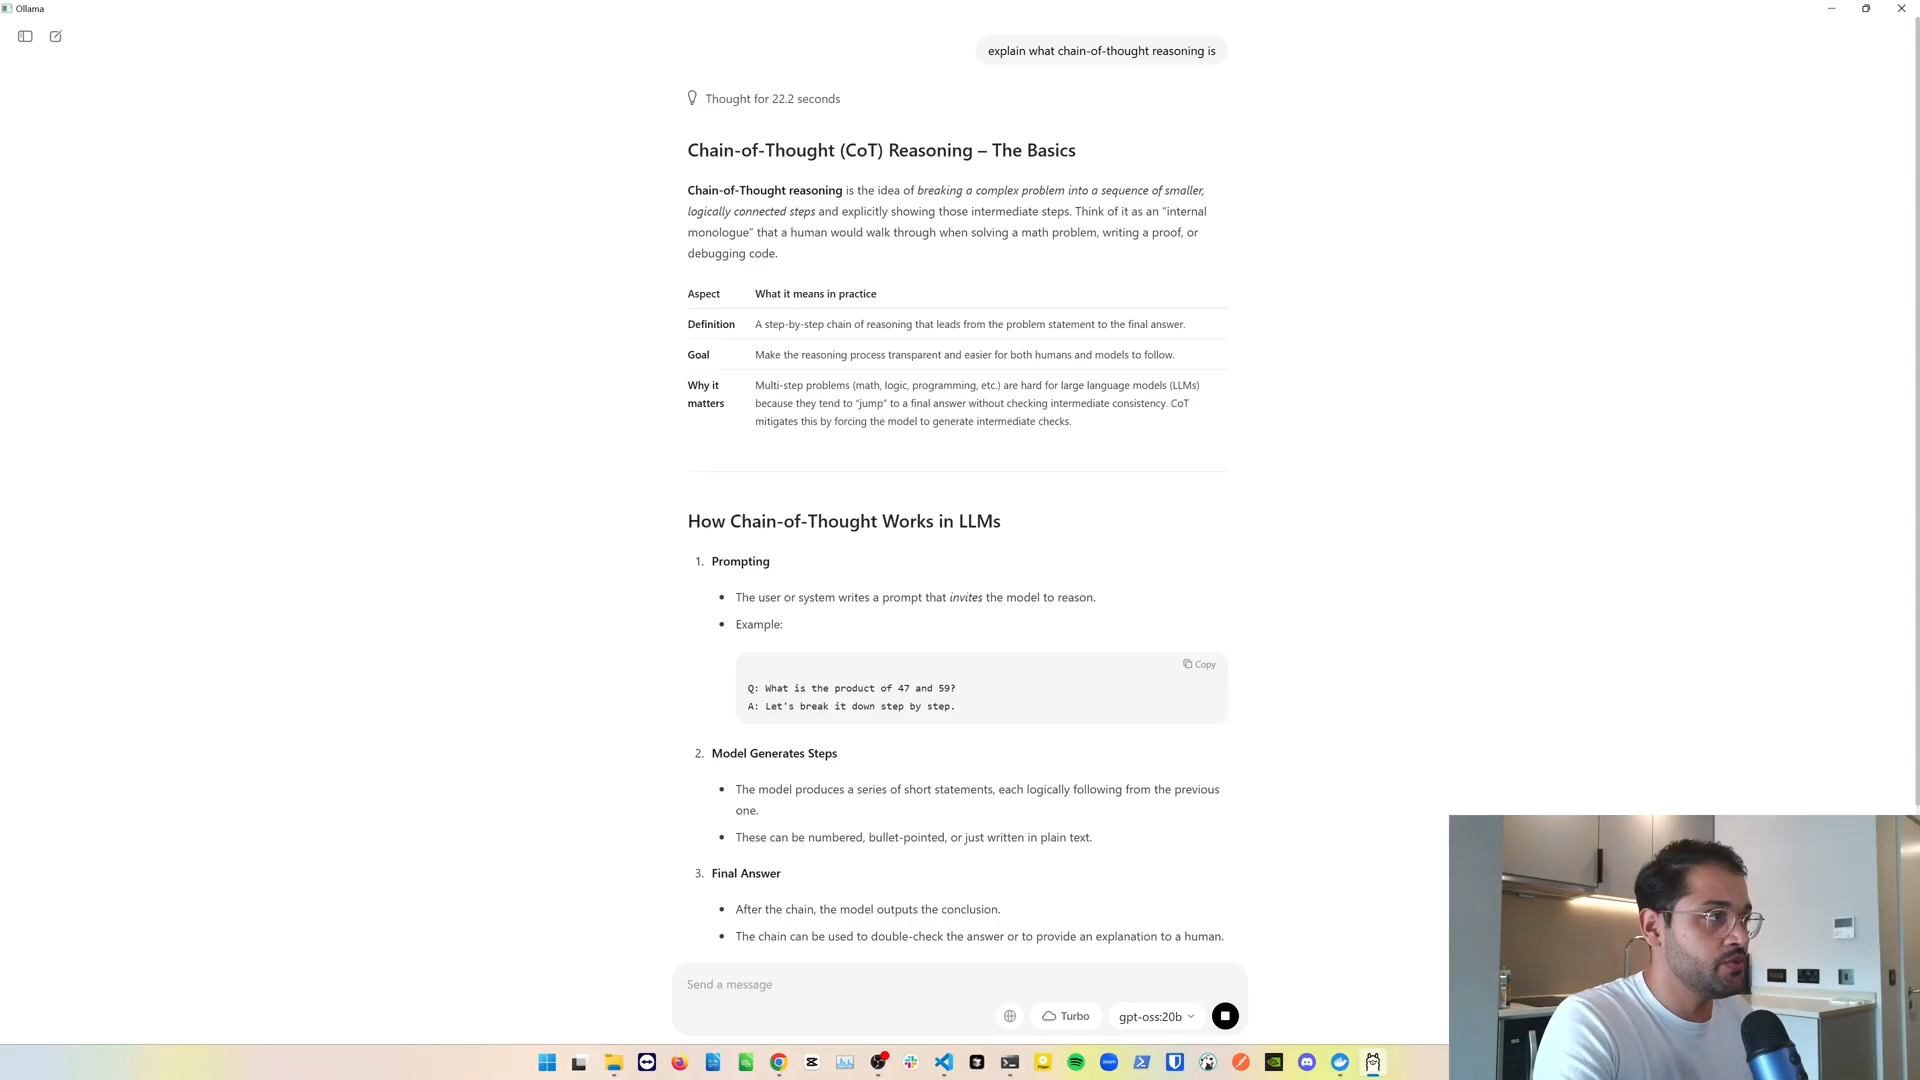 Ollama
explain what chain-of-thought reasoning is
Thought for 22.2 seconds
Chain-of-Thought (CoT) Reasoning – The Basics
Chain-of-Thought reasoning is the idea of breaking a complex problem into a sequence of smaller,
logically connected steps and explicitly showing those intermediate steps. Think of it as an "internal
monologue" that a human would walk through when solving a math problem, writing a proof, or
debugging code.
Aspect What it means in practice
Definition A step-by-step chain of reasoning that leads from the problem statement to the final answer.
Goal Make the reasoning process transparent and easier for both humans and models to follow.
Why it Multi-step problems (math, logic, programming, etc.) are hard for large language models (LLMs)
matters because they tend to "jump" to a final answer without checking intermediate consistency. CoT
mitigates this by forcing the model to generate intermediate checks.
How Chain-of-Thought Works in LLMs
1. Prompting
• The user or system writes a prompt that invites the model to reason.
• Example:
Copy
Q: What is the product of 47 and 59?
A: Let's break it down step by step.
2. Model Generates Steps
• The model produces a series of short statements, each logically following from the previous
one.
• These can be numbered, bullet-pointed, or just written in plain text.
3. Final Answer
• After the chain, the model outputs the conclusion.
• The chain can be used to double-check the answer or to provide an explanation to a human.
Send a message
Turbo
gpt-oss:20b
zoom